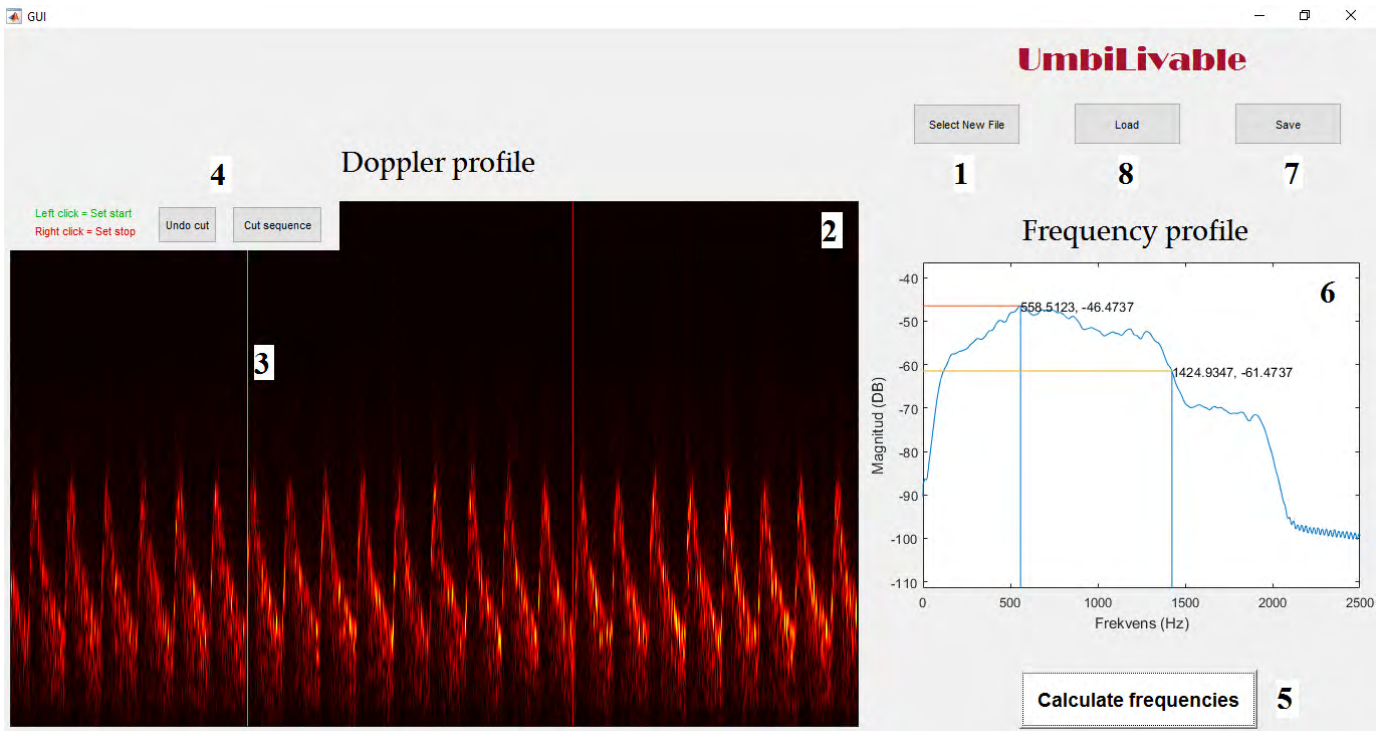 GUI
UmbiLivable
Select New File
Load
Save
1
8
7
4
Doppler profile
Left click = Set start
Right click = Set stop
Undo cut
Cut sequence
2
3
Frequency profile
6
-40
-50
-60
-70
-80
-90
-100
-110
558.5123, -46.4737
1424.9347, -61.4737
Magnitud (DB)
0
500
1000
1500
2000
2500
Frekvens (Hz)
Calculate frequencies
5